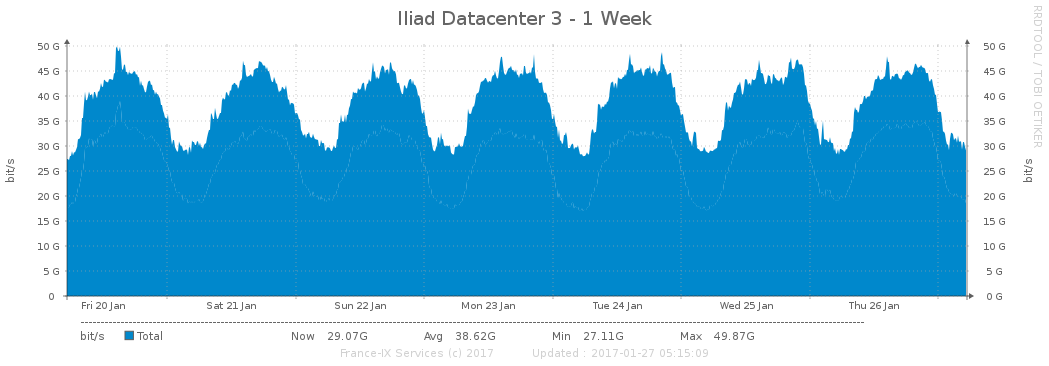 Iliad Datacenter 3 - 1 Week
RRDTOOL / TOBI OETIKER
bit/s
50 G 50 G
45 G 45 G
40 G 40 G
35 G 35 G
30 G 30 G
25 G 25 G
20 G 20 G
15 G 15 G
10 G 10 G
5 G 5 G
0 0 G
bit/s
Fri 20 Jan Sat 21 Jan Sun 22 Jan Mon 23 Jan Tue 24 Jan Wed 25 Jan Thu 26 Jan
bit/s Total Now 29.07G Avg 38.62G Min 27.11G Max 49.87G
France-IX Services (c) 2017 Updated : 2017-01-27 05:15:09